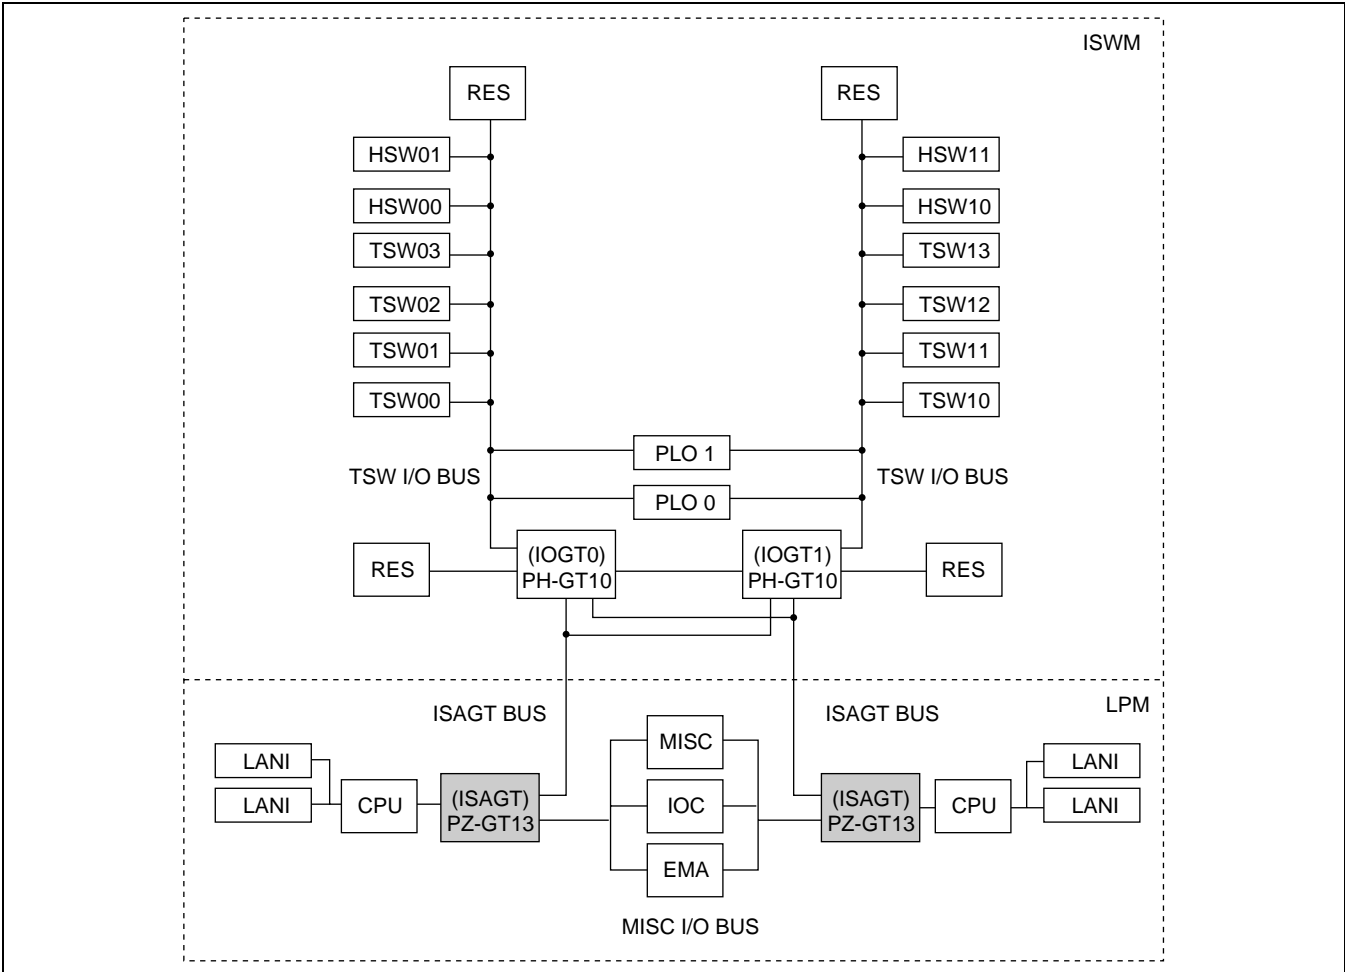 ISWM
RES
RES
HSW01
HSW11
HSW00
HSW10
TSW03
TSW13
TSW02
TSW12
TSW01
TSW11
TSW00
TSW10
PLO 1
TSW I/O BUS
TSW I/O BUS
PLO 0
RES
(IOGT0)
PH-GT10
(IOGT1)
PH-GT10
RES
ISAGT BUS
ISAGT BUS
LPM
LANI
LANI
CPU
(ISAGT)
PZ-GT13
MISC
IOC
EMA
(ISAGT)
PZ-GT13
CPU
LANI
LANI
MISC I/O BUS